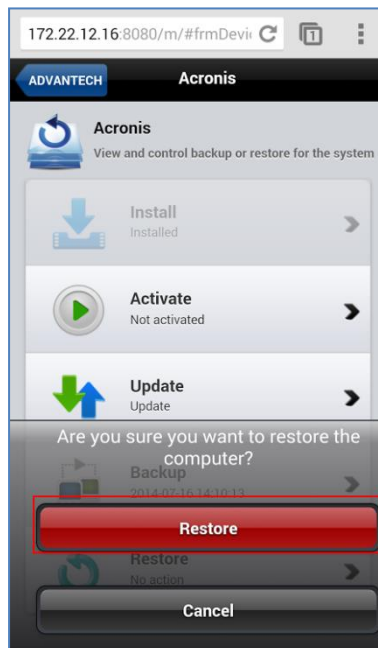 172.22.12.16:8080/m/#frmDevi
1
ADVANTECH
Acronis
Acronis
View and control backup or restore for the system
Install
Installed
Activate
Not activated
Update
Update
Are you sure you want to restore the
computer?
Backup
2014-07-16 14:10:13
Restore
Restore
No action
Cancel